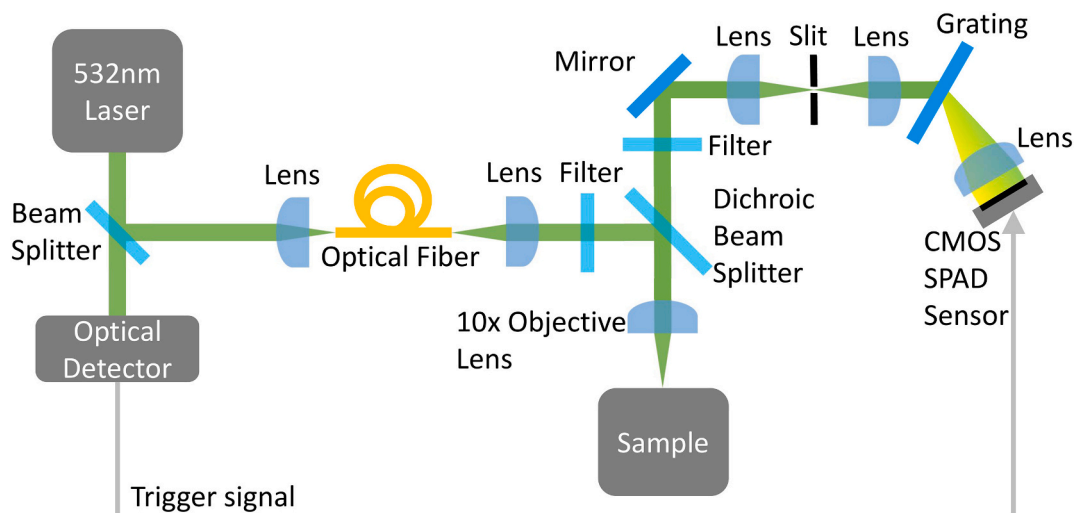 532nm
Laser
Beam
Splitter
Optical
Detector
Trigger signal
Lens
Optical Fiber
Lens
Filter
10x Objective
Lens
Sample
Dichroic
Beam
Splitter
Filter
Mirror
Lens
Slit
Lens
Grating
Lens
CMOS
SPAD
Sensor